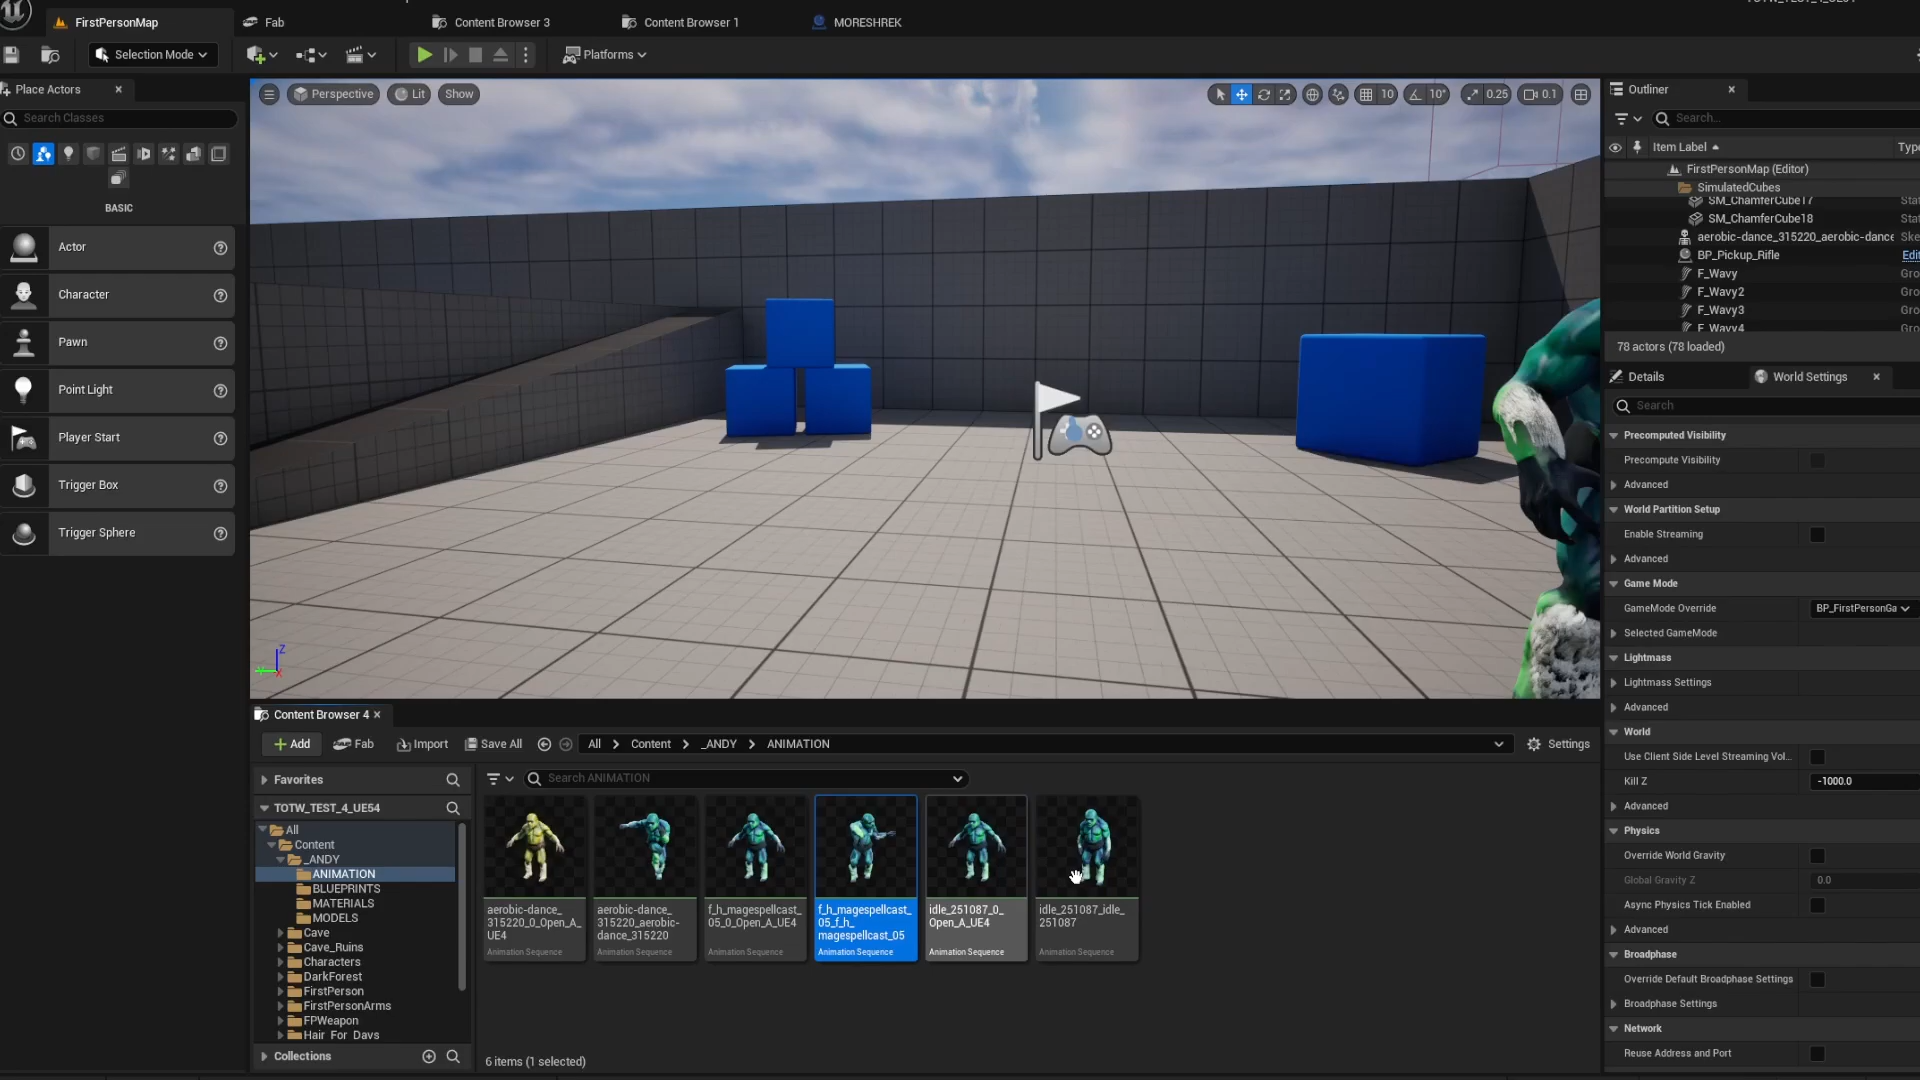 FirstPersonMap
Fab
Content Browser 3
Content Browser 1
MORESHREK
Selection Mode
Platforms
Place Actors
Search Classes
BASIC
Actor
Character
Pawn
Point Light
Player Start
Trigger Box
Trigger Sphere
Perspective
Lit
Show
10
10°
0.25
0.1
Z
Outliner
Search...
Item Label
Typ
FirstPersonMap (Editor)
SimulatedCubes
SM_ChamferCube17
Sta
SM_ChamferCube18
Sta
aerobic-dance_315220_aerobic-dance
Ske
BP_Pickup_Rifle
Edit
F_Wavy
Gro
F_Wavy2
Gro
F_Wavy3
Gro
F_Wavy4
Gro
78 actors (78 loaded)
Details
World Settings
Search
Precomputed Visibility
Precompute Visibility
Advanced
World Partition Setup
Enable Streaming
Advanced
Game Mode
GameMode Override
BP_FirstPersonGa
Selected GameMode
Lightmass
Lightmass Settings
Advanced
World
Use Client Side Level Streaming Vol...
Kill Z
-1000.0
Advanced
Physics
Override World Gravity
Global Gravity Z
0.0
Async Physics Tick Enabled
Advanced
Broadphase
Override Default Broadphase Settings
Broadphase Settings
Network
Reuse Address and Port
Content Browser 4
Add
Fab
Import
Save All
All > Content > _ANDY > ANIMATION
Settings
Favorites
TOTW_TEST_4_UE54
All
Content
_ANDY
ANIMATION
BLUEPRINTS
MATERIALS
MODELS
Cave
Cave_Ruins
Characters
DarkForest
FirstPerson
FirstPersonArms
FPWeapon
Hair_For_Days
Collections
Search ANIMATION
aerobic-dance_
315220_0_Open_A_
UE4
Animation Sequence
aerobic-dance_
315220_aerobic-
dance_315220
Animation Sequence
f_h_magespellcast_
05_0_Open_A_UE4
Animation Sequence
f_h_magespellcast_
05_f_h_
magespellcast_05
Animation Sequence
idle_251087_0_
Open_A_UE4
Animation Sequence
idle_251087_idle_
251087
Animation Sequence
6 items (1 selected)